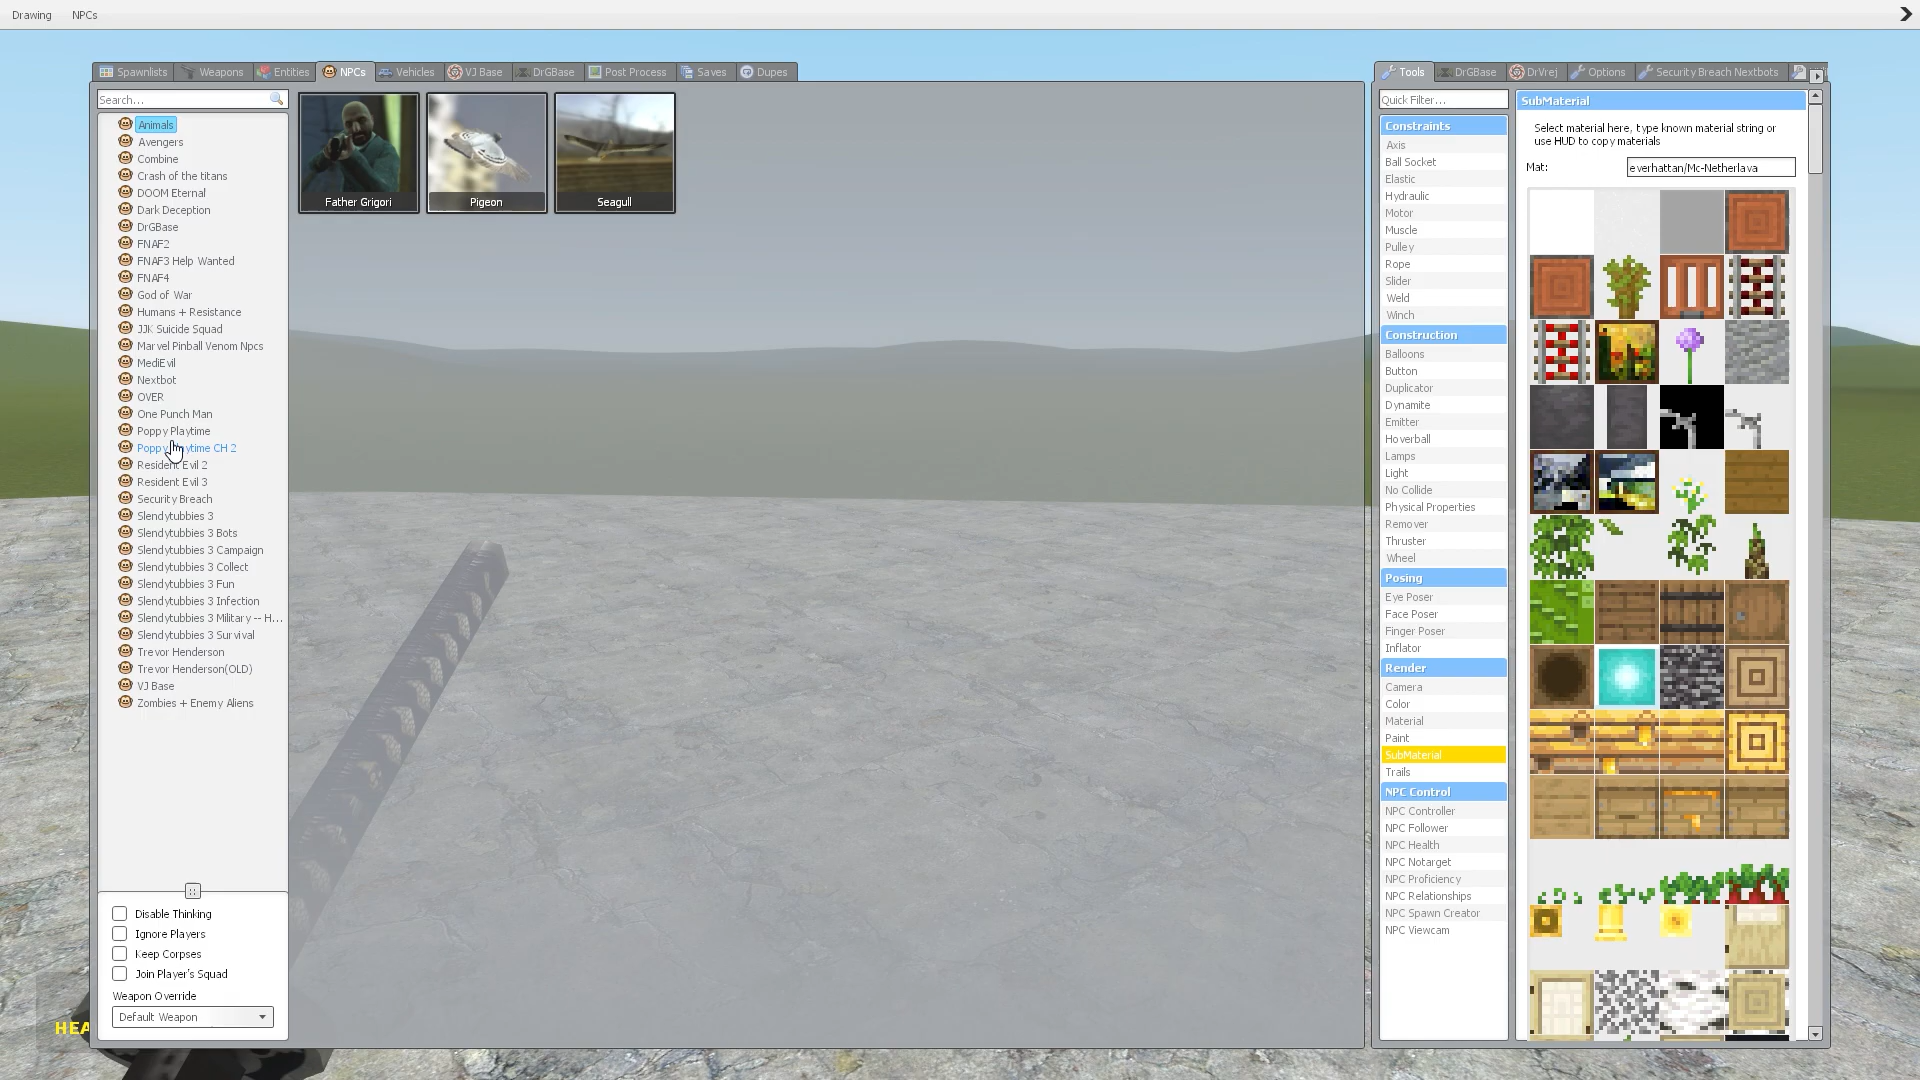 Drawing NPCs
Spawnlists Weapons Entities NPCs Vehicles VJ Base DrGBase Post Process Saves Dupes
Search...
Animals
Avengers
Combine
Crash of the titans
DOOM Eternal
Dark Deception
DrGBase
FNAF2
FNAF3 Help Wanted
FNAF4
God of War
Humans + Resistance
JJK Suicide Squad
Marvel Pinball Venom Npcs
MediEvil
Nextbot
OVER
One Punch Man
Poppy Playtime
Poppy Playtime CH 2
Resident Evil 2
Resident Evil 3
Security Breach
Slendytubbies 3
Slendytubbies 3 Bots
Slendytubbies 3 Campaign
Slendytubbies 3 Collect
Slendytubbies 3 Fun
Slendytubbies 3 Infection
Slendytubbies 3 Military -- H...
Slendytubbies 3 Survival
Trevor Henderson
Trevor Henderson(OLD)
VJ Base
Zombies + Enemy Aliens
Disable Thinking
Ignore Players
Keep Corpses
Join Player's Squad
Weapon Override
Default Weapon
HEA
Father Grigori
Pigeon
Seagull
Tools DrGBase DrVrej Options Security Breach Nextbots
Quick Filter...
Constraints
Axis
Ball Socket
Elastic
Hydraulic
Motor
Muscle
Pulley
Rope
Slider
Weld
Winch
Construction
Balloons
Button
Duplicator
Dynamite
Emitter
Hoverball
Lamps
Light
No Collide
Physical Properties
Remover
Thruster
Wheel
Posing
Eye Poser
Face Poser
Finger Poser
Inflator
Render
Camera
Color
Material
Paint
SubMaterial
Trails
NPC Control
NPC Controller
NPC Follower
NPC Health
NPC Notarget
NPC Proficiency
NPC Relationships
NPC Spawn Creator
NPC Viewcam
SubMaterial
Select material here, type known material string or
use HUD to copy materials
Mat: everhattan/Mc-Netherlava